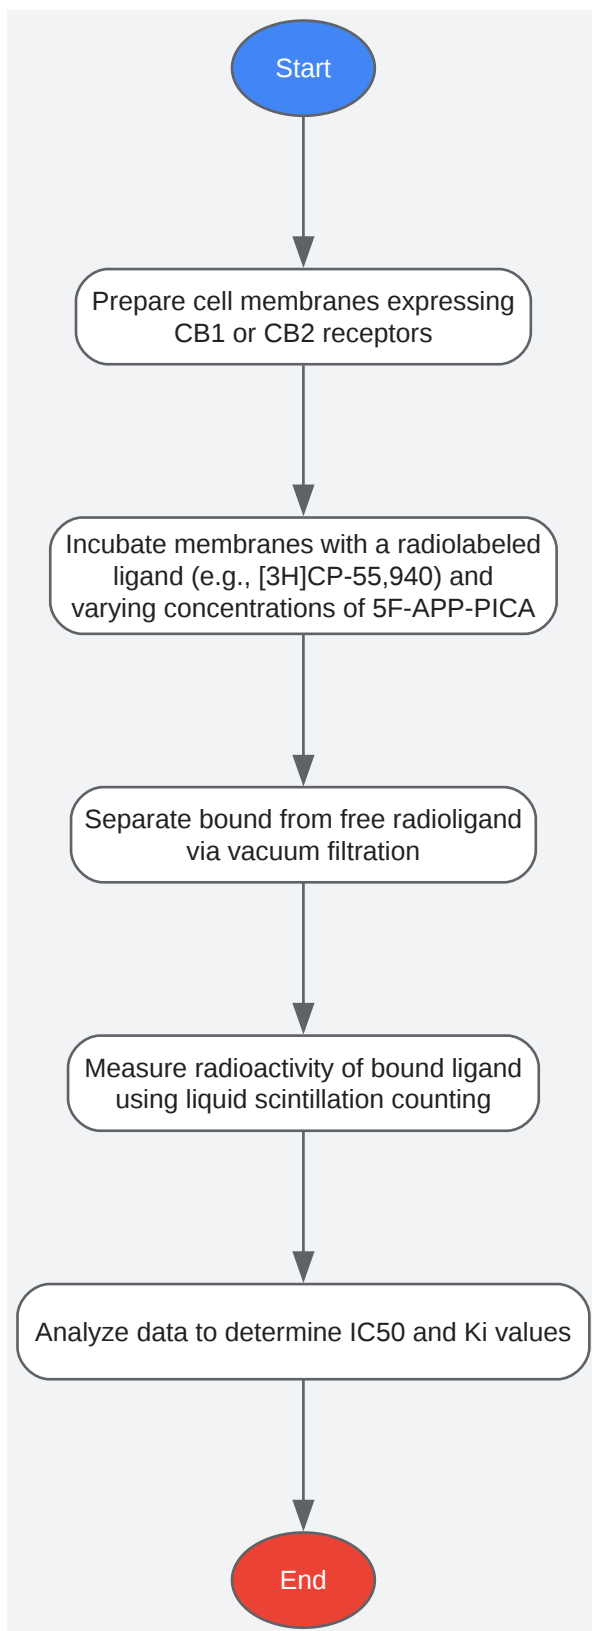 Start
Prepare cell membranes expressing
CB1 or CB2 receptors
Incubate membranes with a radiolabeled
ligand (e.g., [3H]CP-55,940) and
varying concentrations of 5F-APP-PICA
Separate bound from free radioligand
via vacuum filtration
Measure radioactivity of bound ligand
using liquid scintillation counting
Analyze data to determine IC50 and Ki values
End